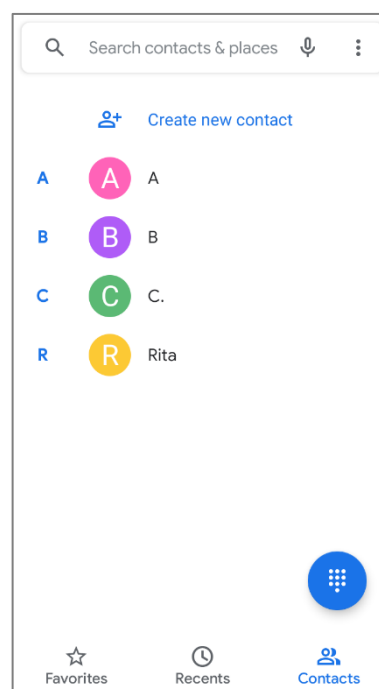 Search contacts & places
Create new contact
A A A
B B B
C C C.
R R Rita
Favorites Recents Contacts